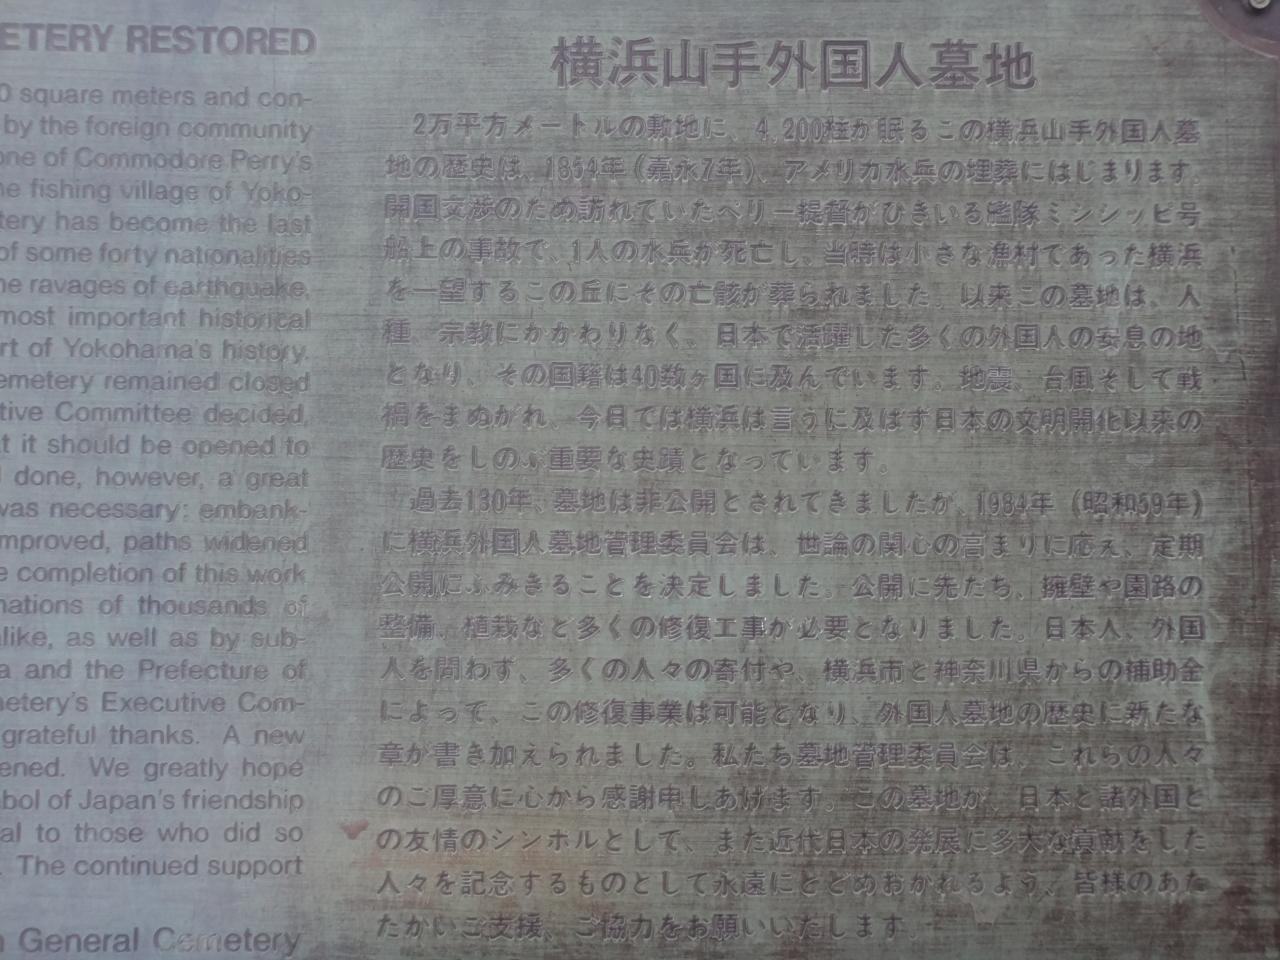 ETERY RESTORED
0 square meters and con-
by the foreign community
one of Commodore Perry's
he fishing village of Yoko-
tery has become the last
of some forty nationalities
he ravages of earthquake,
most important historical
rt of Yokohama's history.
emetery remained closed
tive Committee decided,
t it should be opened to
done, however, a great
was necessary: embank-
mproved, paths widened
e completion of this work
nations of thousands of
like, as well as by sub-
a and the Prefecture of
metery's Executive Com-
grateful thanks. A new
ened. We greatly hope
bol of Japan's friendship
al to those who did so
. The continued support
n General Cemetery
横浜山手外国人墓地
2万平方メートルの敷地に、4,200柱が眠るこの横浜山手外国人墓
地の歴史は、1854年(嘉永7年)、アメリカ水兵の埋葬にはじまります。
開国交渉のため訪れていたペリー提督がひきいる艦隊ミシシッピ号
船上の事故で、1人の水兵が死亡し、当時は小さな漁村であった横浜
を一望するこの丘にその亡骸が葬られました。以来この墓地は、人
種、宗教にかかわりなく、日本で活躍した多くの外国人の安息の地
となり、その国籍は40数ヶ国に及んでいます。地震、台風そして戦
禍をまぬがれ、今日では横浜は言うに及ばず日本の文明開化以来の
歴史をしのぶ重要な史蹟となっています。
過去130年、墓地は非公開とされてきましたが、1984年(昭和59年)
に横浜外国人墓地管理委員会は、世論の関心の高まりに応え、定期
公開にふみきることを決定しました。公開に先だち、擁壁や園路の
整備、植栽など多くの修復工事が必要となりました。日本人、外国
人を問わず、多くの人々の寄付や、横浜市と神奈川県からの補助金
によって、この修復事業は可能となり、外国人墓地の歴史に新たな
章が書き加えられました。私たち墓地管理委員会は、これらの人々
のご厚意に心から感謝申しあげます。この墓地が、日本と諸外国と
の友情のシンボルとして、また近代日本の発展に多大な貢献をした
人々を記念するものとして永遠にとどめおかれるよう、皆様のあた
たかいご支援、ご協力をお願いいたします。